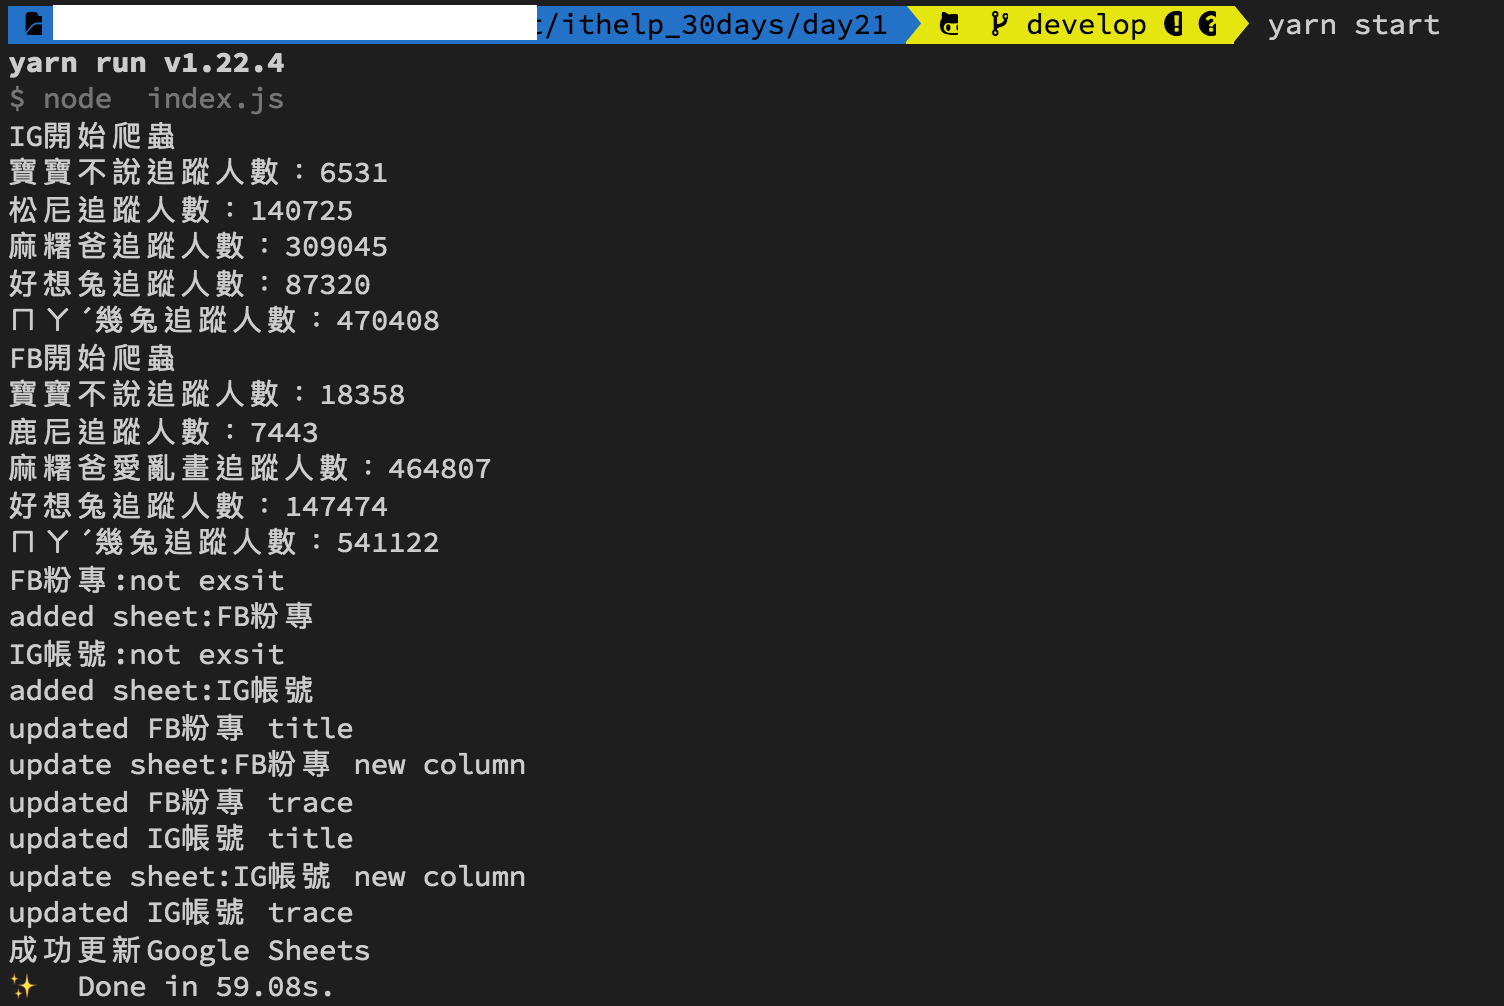 /ithelp_30days/day21 develop yarn start
yarn run v1.22.4
$ node  index.js
IG開始爬蟲
寶寶不說追蹤人數：6531
松尼追蹤人數：140725
麻糬爸追蹤人數：309045
好想兔追蹤人數：87320
ㄇㄚˊ幾兔追蹤人數：470408
FB開始爬蟲
寶寶不說追蹤人數：18358
鹿尼追蹤人數：7443
麻糬爸愛亂畫追蹤人數：464807
好想兔追蹤人數：147474
ㄇㄚˊ幾兔追蹤人數：541122
FB粉專:not exsit
added sheet:FB粉專
IG帳號:not exsit
added sheet:IG帳號
updated FB粉專 title
update sheet:FB粉專 new column
updated FB粉專 trace
updated IG帳號 title
update sheet:IG帳號 new column
updated IG帳號 trace
成功更新Google Sheets
✨  Done in 59.08s.